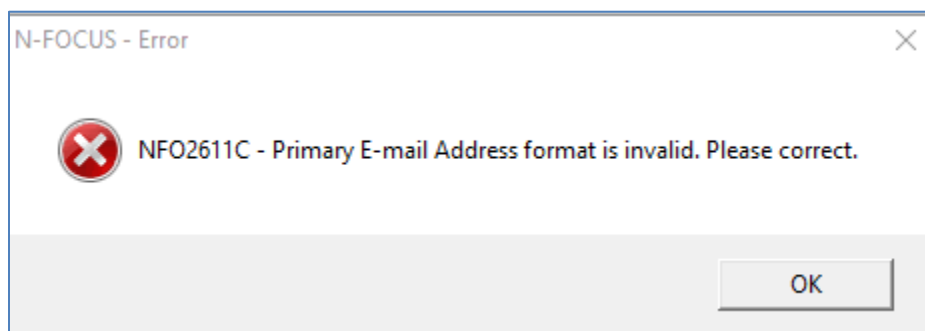 N-FOCUS - Error
NFO2611C - Primary E-mail Address format is invalid. Please correct.
OK